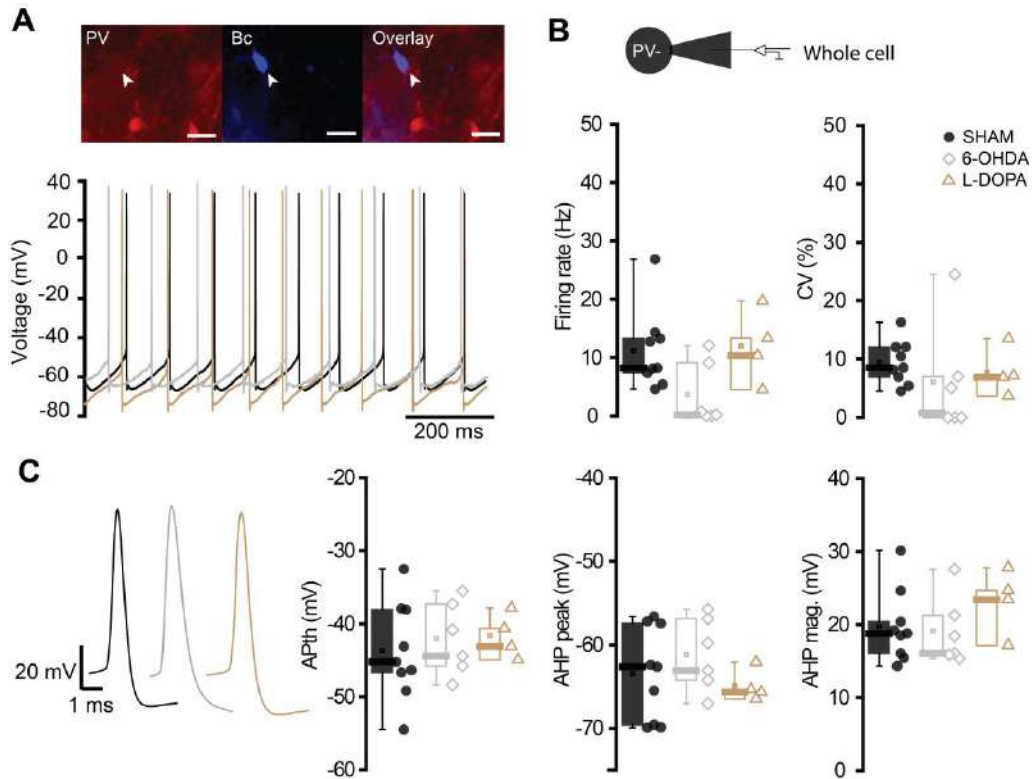 A
PV
Bc
Overlay
40
20
0
-20
-40
-60
-80
Voltage (mV)
200 ms
B
PV-
Whole cell
50
40
30
20
10
0
Firing rate (Hz)
50
40
30
20
10
0
CV (%)
SHAM
6-OHDA
L-DOPA
C
20 mV
1 ms
-20
-30
-40
-50
-60
APth (mV)
-40
-50
-60
-70
AHP peak (mV)
40
30
20
10
0
AHP mag. (mV)